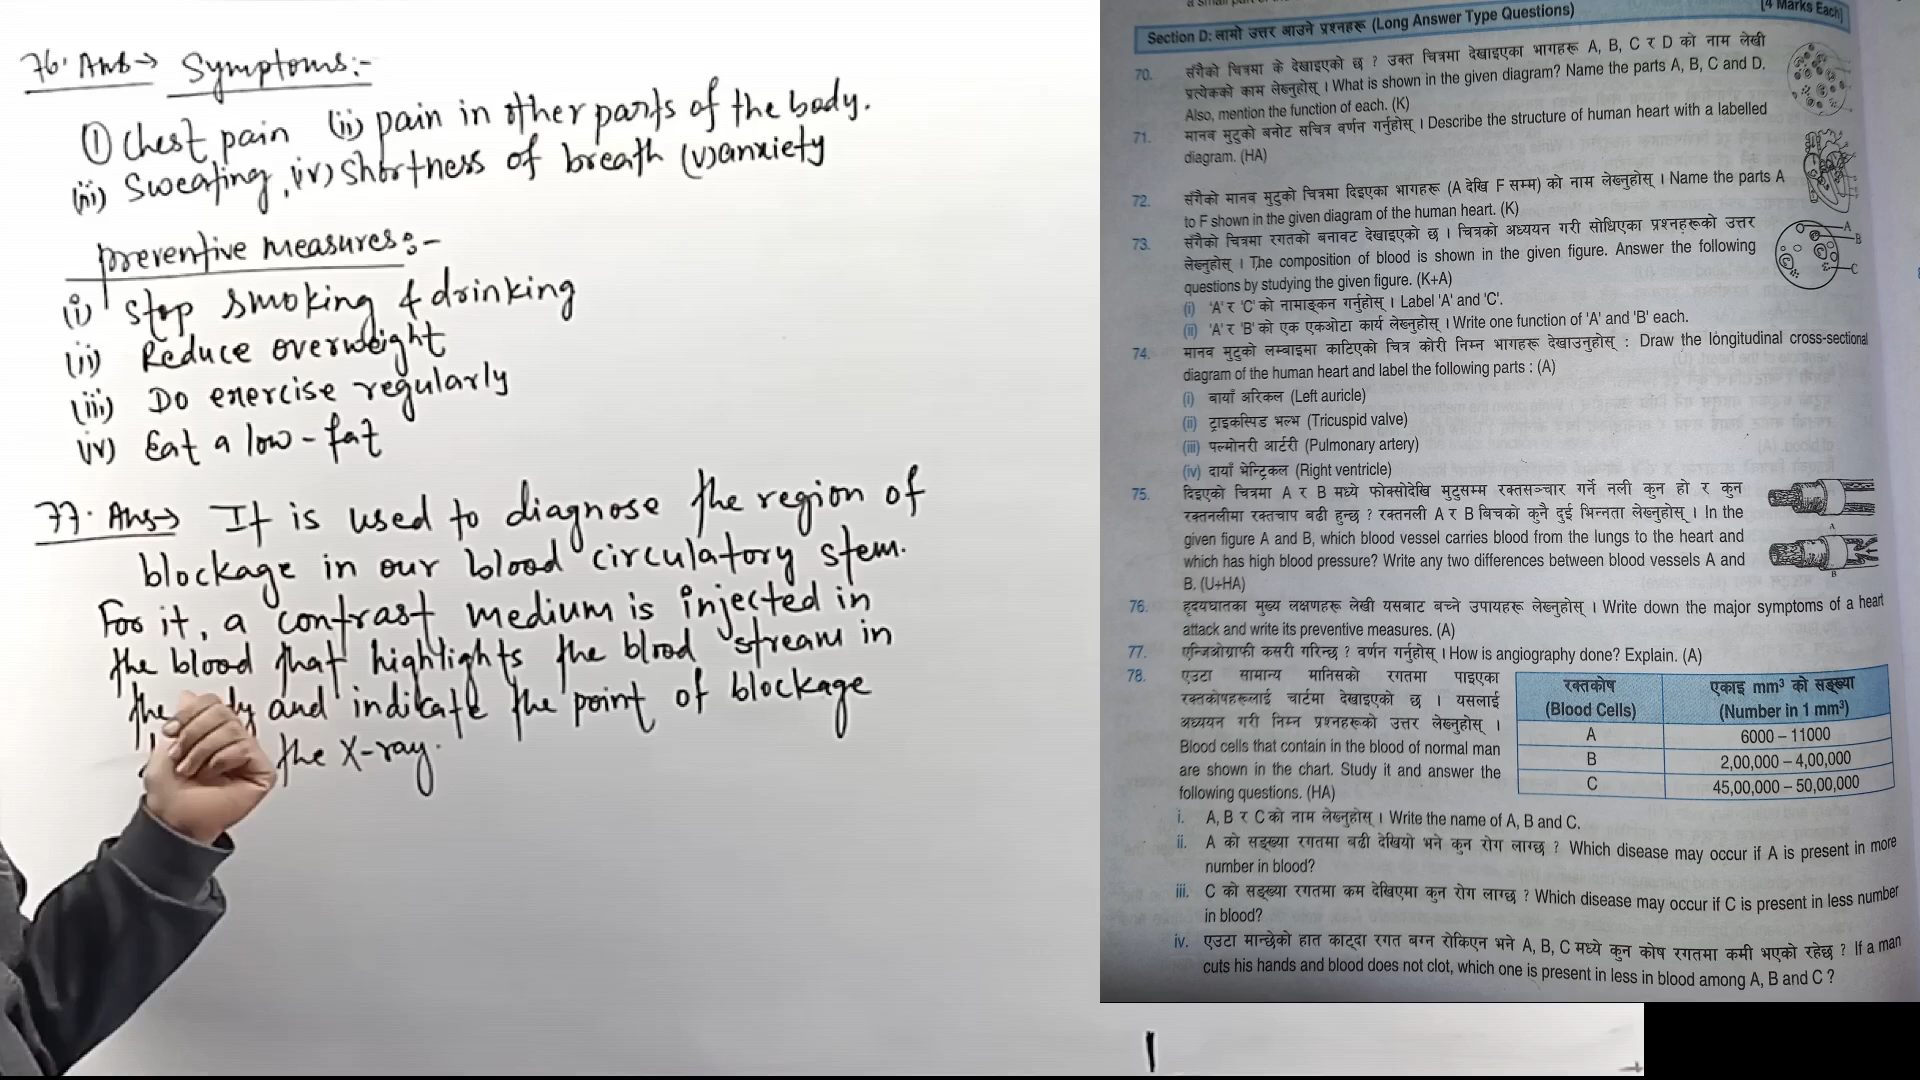 76. Ans→ Symptoms:-
(i) chest pain (ii) pain in other parts of the body.
(iii) Sweating, iv) Shortness of breath (v) anxiety
preventive measures:-
(i) Stop smoking & drinking
(ii) Reduce overweight
(iii) Do exercise regularly
(iv) Eat a low-fat
77. Ans→ It is used to diagnose the region of
blockage in our blood circulatory stem.
For it, a contrast medium is injected in
the blood that highlights the blood stream in
the and indicate the point of blockage
the X-ray.
Section D: लामो उत्तर आउने प्रश्नहरू (Long Answer Type Questions) [4 Marks Each]
70. सँगैको चित्रमा के देखाइएको छ ? उक्त चित्रमा देखाइएका भागहरू A, B, C र D को नाम लेखी
प्रत्येकको काम लेख्नुहोस् । What is shown in the given diagram? Name the parts A, B, C and D.
Also, mention the function of each. (K)
71. मानव मुटुको बनोट सचित्र वर्णन गर्नुहोस् । Describe the structure of human heart with a labelled
diagram. (HA)
72. सँगैको मानव मुटुको चित्रमा दिइएका भागहरू (A देखि F सम्म) को नाम लेख्नुहोस् । Name the parts A
to F shown in the given diagram of the human heart. (K)
73. सँगैको चित्रमा रगतको बनावट देखाइएको छ । चित्रको अध्ययन गरी सोधिएका प्रश्नहरूको उत्तर
लेख्नुहोस् । The composition of blood is shown in the given figure. Answer the following
questions by studying the given figure. (K+A)
A
B
C
(i) 'A' र 'C' को नामाङ्कन गर्नुहोस् । Label 'A' and 'C'.
(ii) 'A' र 'B' को एक एकओटा कार्य लेख्नुहोस् । Write one function of 'A' and 'B' each.
74. मानव मुटुको लम्बाइमा काटिएको चित्र कोरी निम्न भागहरू देखाउनुहोस् : Draw the longitudinal cross-sectional
diagram of the human heart and label the following parts : (A)
(i) बायाँ अरिकल (Left auricle)
(ii) ट्राइकस्पिड भल्भ (Tricuspid valve)
(iii) पल्मोनरी आर्टरी (Pulmonary artery)
(iv) दायाँ भेन्ट्रिकल (Right ventricle)
75. दिइएको चित्रमा A र B मध्ये फोक्सोदेखि मुटुसम्म रक्तसञ्चार गर्ने नली कुन हो र कुन
रक्तनलीमा रक्तचाप बढी हुन्छ ? रक्तनली A र B बिचको कुनै दुई भिन्नता लेख्नुहोस् । In the
given figure A and B, which blood vessel carries blood from the lungs to the heart and
which has high blood pressure? Write any two differences between blood vessels A and
B. (U+HA)
A
B
76. हृदयघातका मुख्य लक्षणहरू लेखी यसबाट बच्ने उपायहरू लेख्नुहोस् । Write down the major symptoms of a heart
attack and write its preventive measures. (A)
77. एन्जिओग्राफी कसरी गरिन्छ ? वर्णन गर्नुहोस् । How is angiography done? Explain. (A)
78. एउटा सामान्य मानिसको रगतमा पाइएका
रक्तकोषहरूलाई चार्टमा देखाइएको छ । यसलाई
अध्ययन गरी निम्न प्रश्नहरूको उत्तर लेख्नुहोस् ।
Blood cells that contain in the blood of normal man
are shown in the chart. Study it and answer the
following questions. (HA)
रक्तकोष एकाइ mm³ को सङ्ख्या
(Blood Cells) (Number in 1 mm³)
A 6000 – 11000
B 2,00,000 – 4,00,000
C 45,00,000 – 50,00,000
i. A, B र C को नाम लेख्नुहोस् । Write the name of A, B and C.
ii. A को सङ्ख्या रगतमा बढी देखियो भने कुन रोग लाग्छ ? Which disease may occur if A is present in more
number in blood?
iii. C को सङ्ख्या रगतमा कम देखिएमा कुन रोग लाग्छ ? Which disease may occur if C is present in less number
in blood?
iv. एउटा मान्छेको हात काट्दा रगत बग्न रोकिएन भने A, B, C मध्ये कुन कोष रगतमा कमी भएको रहेछ ? If a man
cuts his hands and blood does not clot, which one is present in less in blood among A, B and C ?